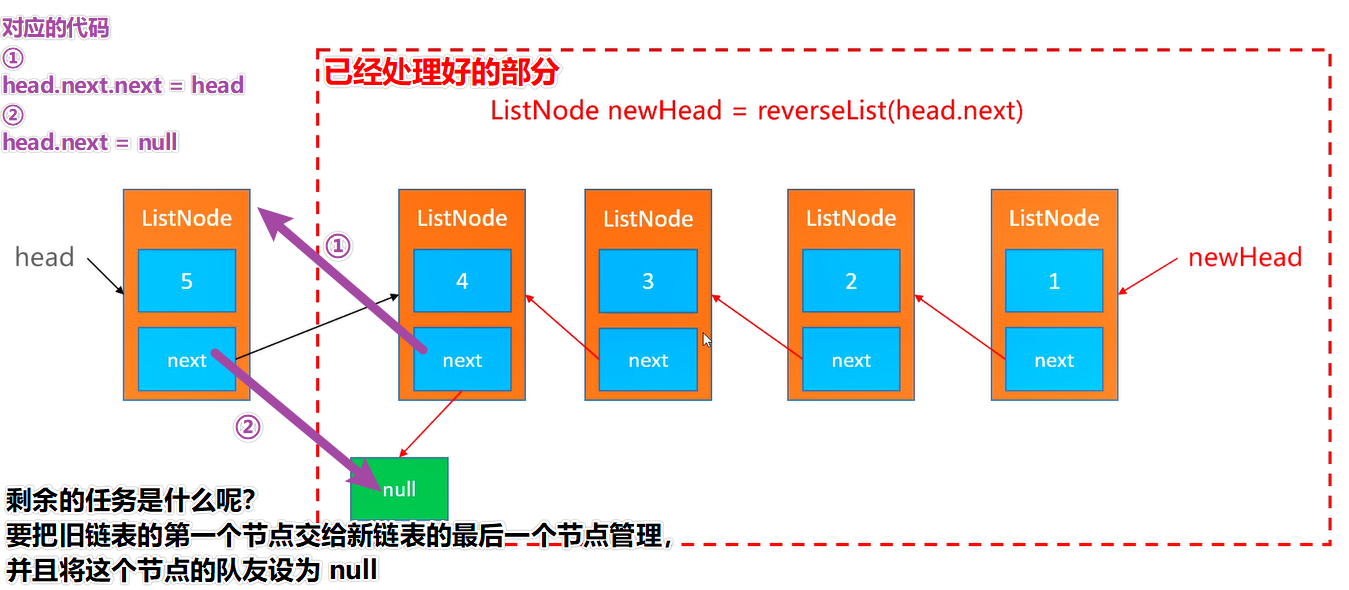 对应的代码
①
head.next.next = head
②
head.next = null
已经处理好的部分
ListNode newHead = reverseList(head.next)
head
ListNode
5
next
①
②
ListNode
4
next
ListNode
3
next
ListNode
2
next
ListNode
1
next
newHead
null
剩余的任务是什么呢？
要把旧链表的第一个节点交给新链表的最后一个节点管理，
并且将这个节点的队友设为 null